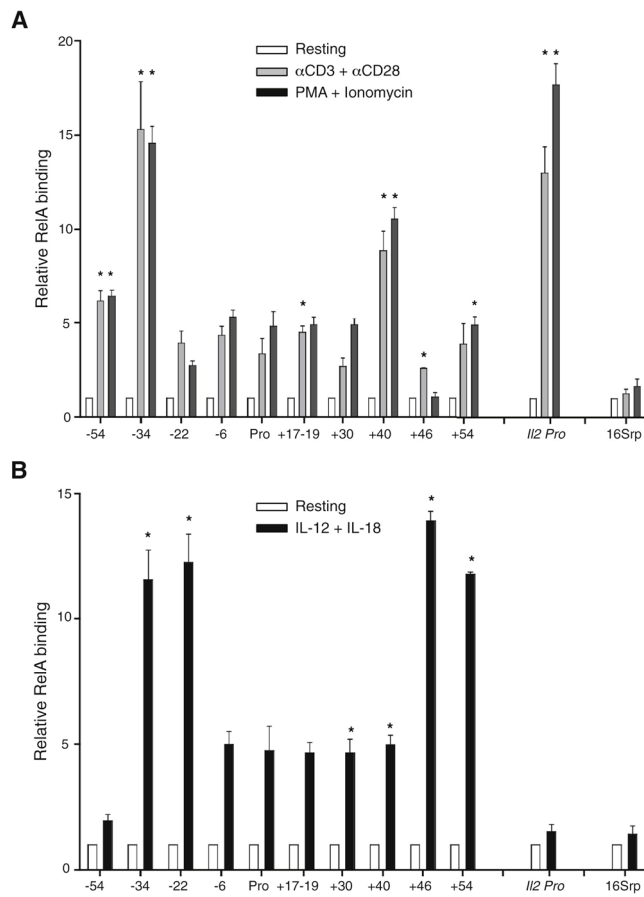 A
20
15
10
5
0
Relative RelA binding
Resting
αCD3 + αCD28
PMA + Ionomycin
* *
* *
*
* *
*
*
* *
-54 -34 -22 -6 Pro +17-19 +30 +40 +46 +54 Il2 Pro 16Srp
B
15
10
5
0
Relative RelA binding
Resting
IL-12 + IL-18
*
*
*
*
*
*
-54 -34 -22 -6 Pro +17-19 +30 +40 +46 +54 Il2 Pro 16Srp